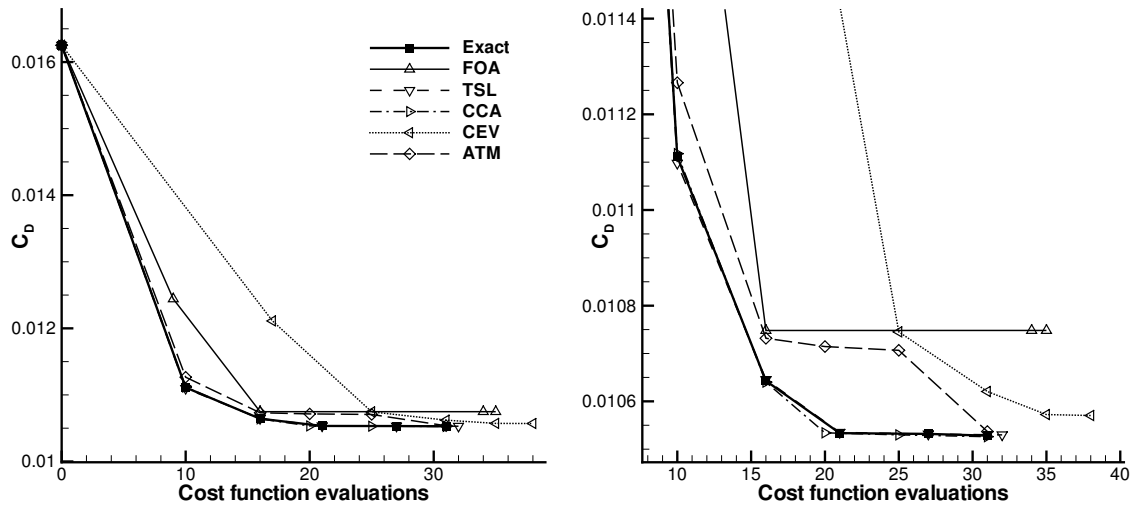 0.016
0.014
0.012
0.01
C_D
0 10 20 30
Cost function evaluations
Exact
FOA
TSL
CCA
CEV
ATM
0.0114
0.0112
0.011
0.0108
0.0106
C_D
10 15 20 25 30 35 40
Cost function evaluations